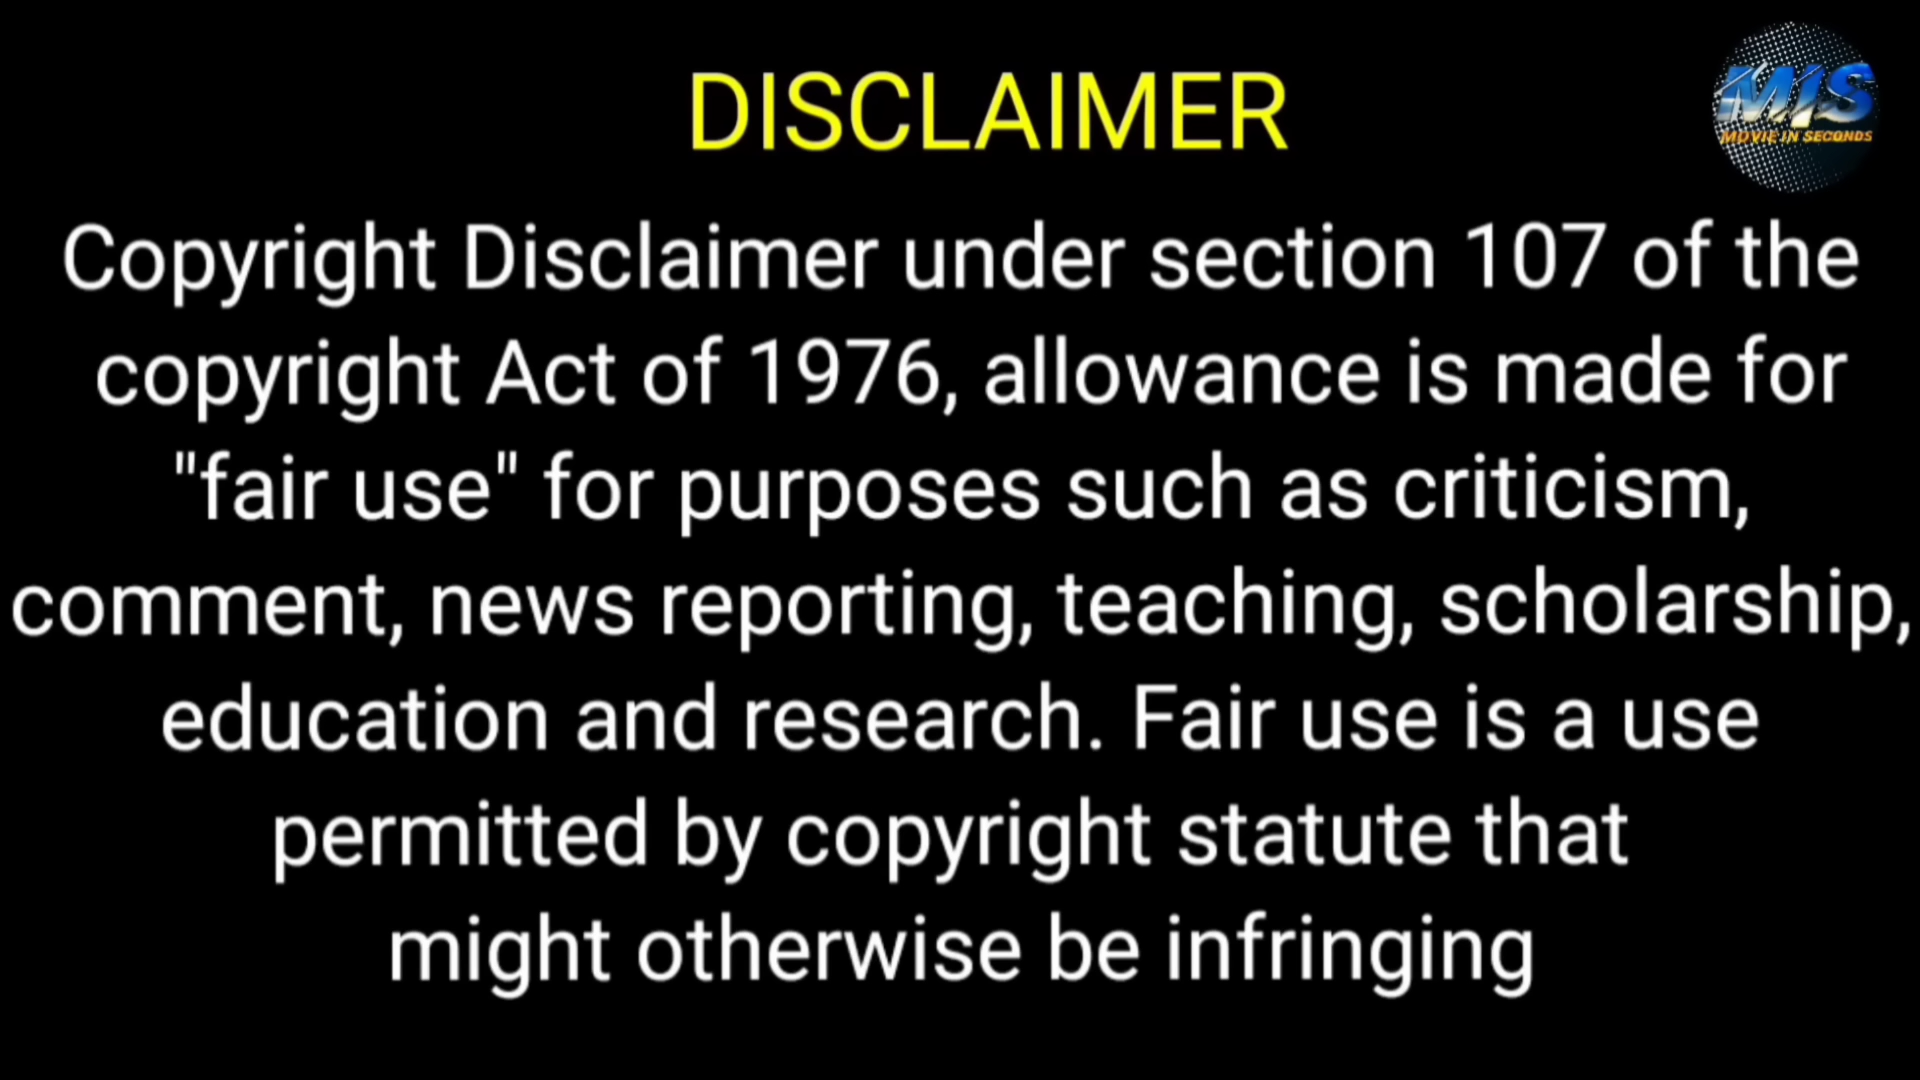 DISCLAIMER
MIS
MOVIE IN SECONDS
Copyright Disclaimer under section 107 of the
copyright Act of 1976, allowance is made for
"fair use" for purposes such as criticism,
comment, news reporting, teaching, scholarship,
education and research. Fair use is a use
permitted by copyright statute that
might otherwise be infringing